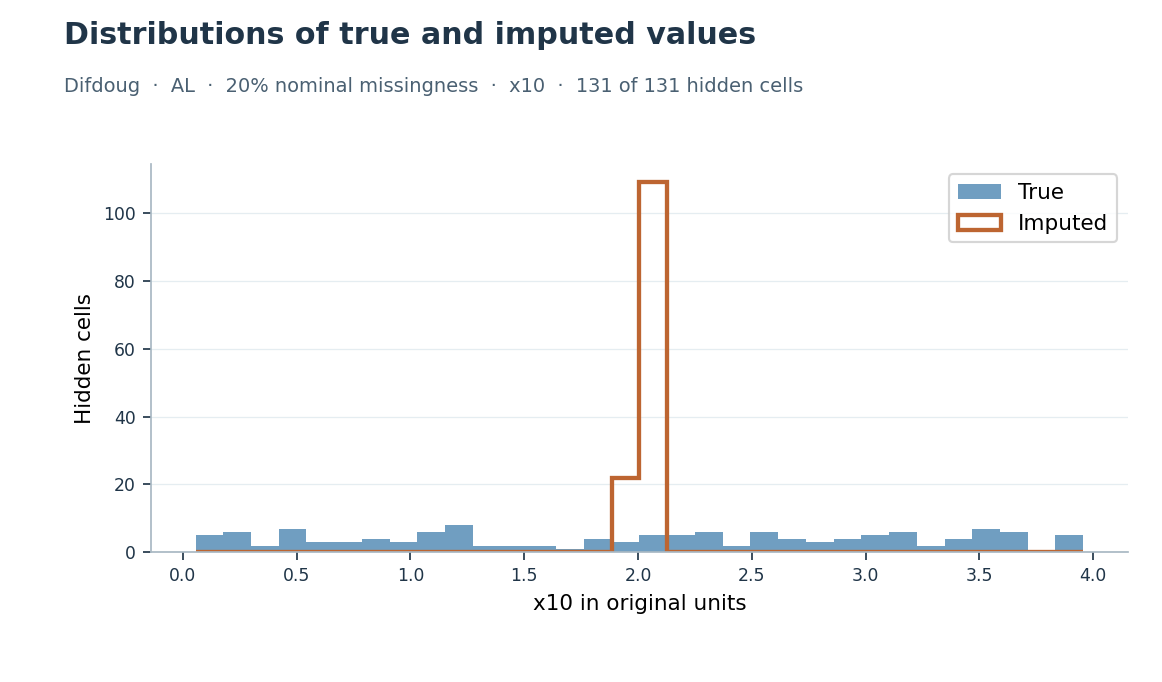 Distributions of true and imputed values
Difdoug · AL · 20% nominal missingness · x10 · 131 of 131 hidden cells
True
Imputed
100
80
60
40
20
0
Hidden cells
0.0 0.5 1.0 1.5 2.0 2.5 3.0 3.5 4.0
x10 in original units